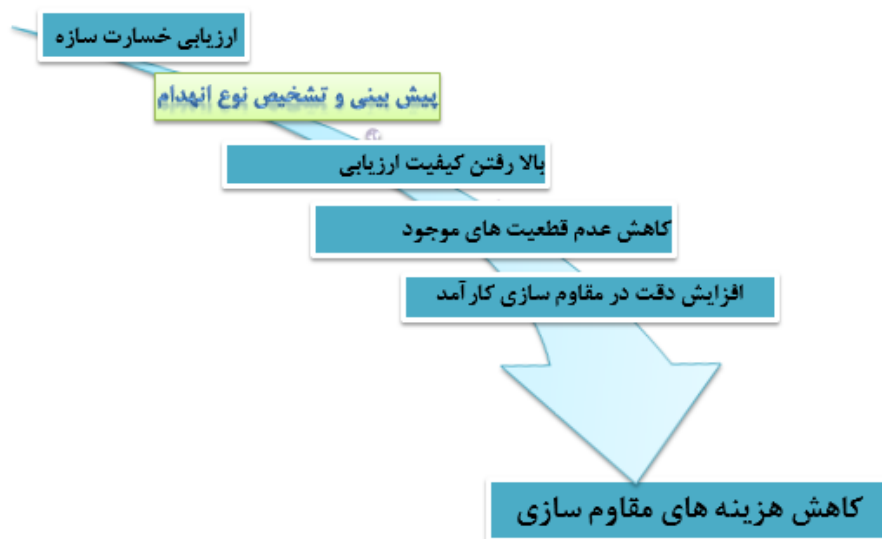 ارزیابی خسارت سازه
پیش بینی و تشخیص نوع انهدام
بالا رفتن کیفیت ارزیابی
کاهش عدم قطعیت های موجود
افزایش دقت در مقاوم سازی کارآمد
کاهش هزینه های مقاوم سازی